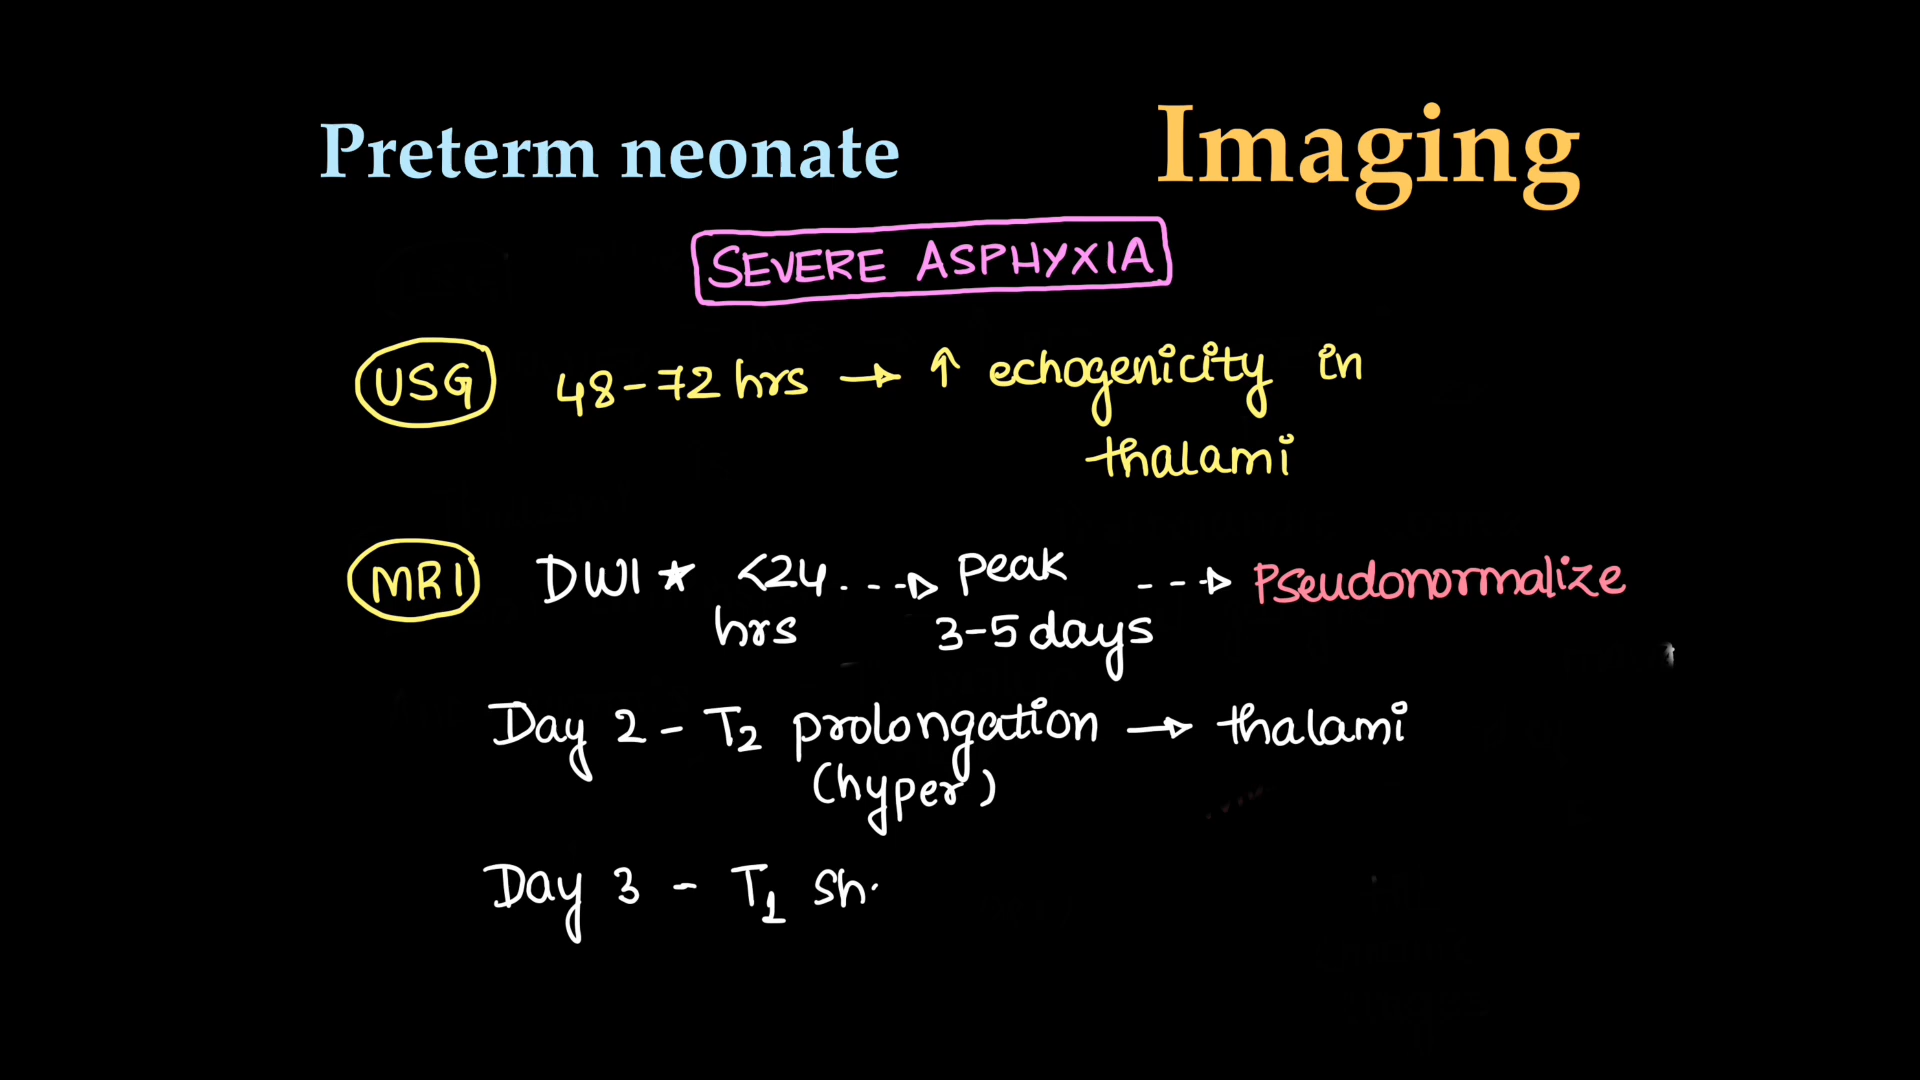 Preterm neonate Imaging
SEVERE ASPHYXIA
USG 48-72 hrs → ↑ echogenicity in
thalami
MRI DWI ★ <24 ---> peak ---> Pseudonormalize
hrs 3-5 days
Day 2 - T2 prolongation → thalami
(hyper)
Day 3 - T1 sh